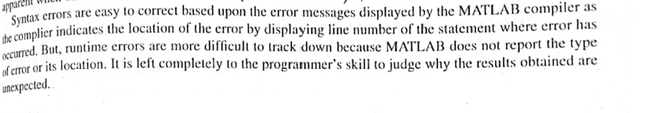 apparent
Syntax errors are easy to correct based upon the error messages displayed by the MATLAB compiler as
the complier indicates the location of the error by displaying line number of the statement where error has
occurred. But, runtime errors are more difficult to track down because MATLAB does not report the type
of error or its location. It is left completely to the programmer's skill to judge why the results obtained are
unexpected.